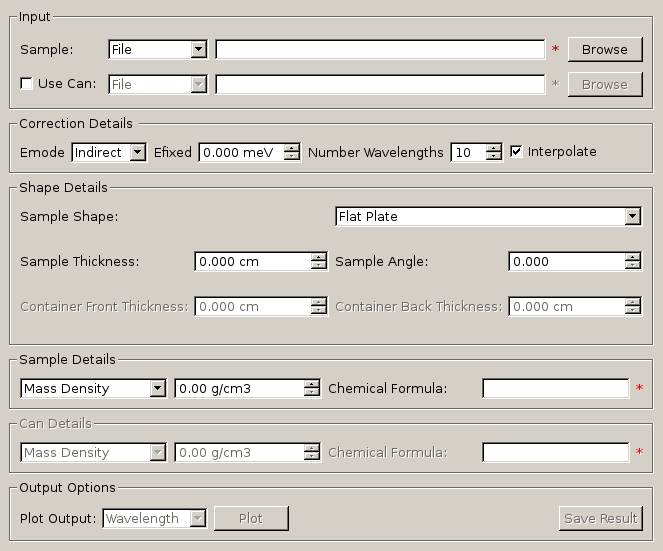 Input
Sample: File * Browse
Use Can: File * Browse
Correction Details
Emode Indirect Efixed 0.000 meV Number Wavelengths 10 Interpolate
Shape Details
Sample Shape: Flat Plate
Sample Thickness: 0.000 cm Sample Angle: 0.000
Container Front Thickness: 0.000 cm Container Back Thickness: 0.000 cm
Sample Details
Mass Density 0.00 g/cm3 Chemical Formula: *
Can Details
Mass Density 0.00 g/cm3 Chemical Formula: *
Output Options
Plot Output: Wavelength Plot Save Result